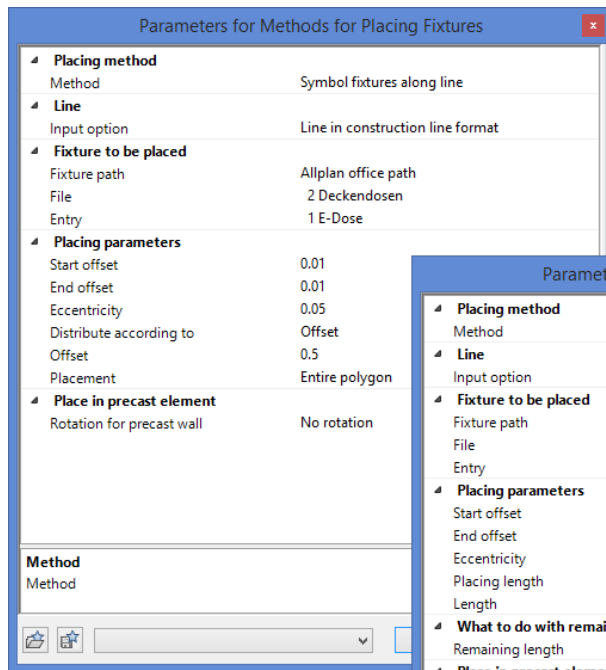 Parameters for Methods for Placing Fixtures x
Placing method
Method Symbol fixtures along line
Line
Input option Line in construction line format
Fixture to be placed
Fixture path Allplan office path
File 2 Deckendosen
Entry 1 E-Dose
Placing parameters
Start offset 0.01
End offset 0.01
Eccentricity 0.05
Distribute according to Offset
Offset 0.5
Placement Entire polygon
Place in precast element
Rotation for precast wall No rotation
Method
Method
Paramet
Placing method
Method
Line
Input option
Fixture to be placed
Fixture path
File
Entry
Placing parameters
Start offset
End offset
Eccentricity
Placing length
Length
What to do with remai
Remaining length